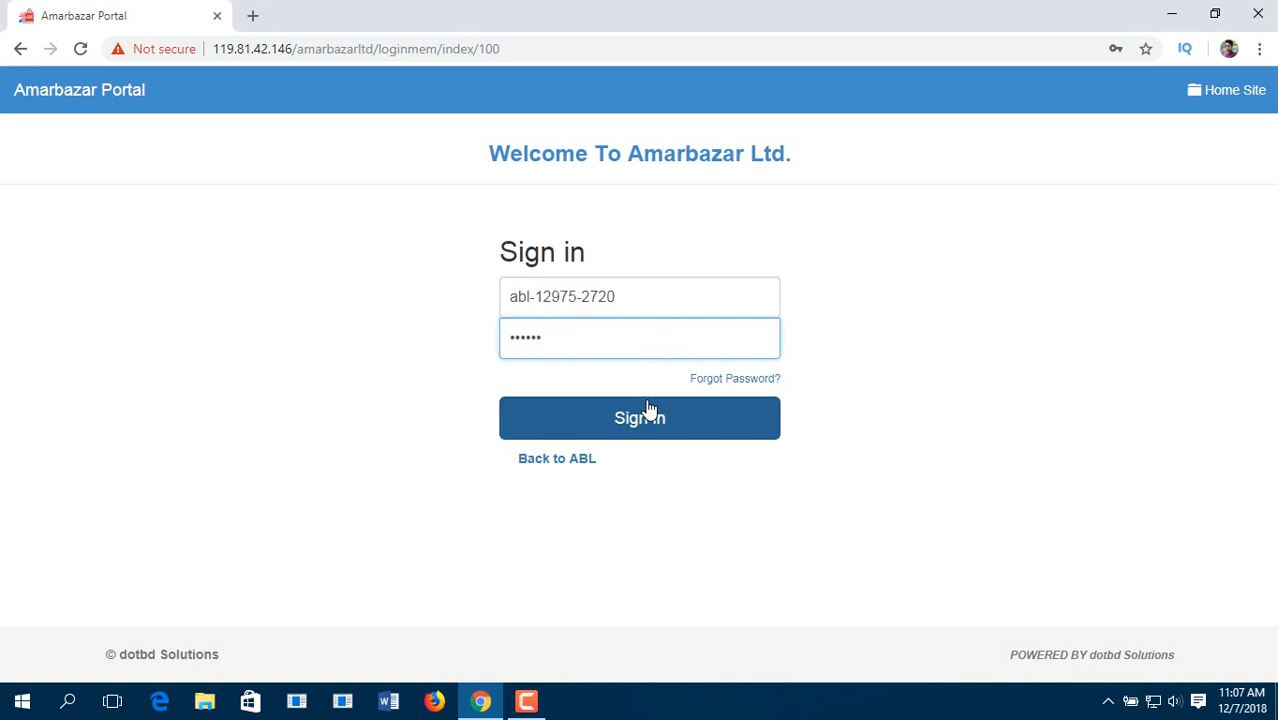 Amarbazar Portal
Not secure
119.81.42.146/amarbazarltd/loginmem/index/100
IQ
Amarbazar Portal
Home Site
Welcome To Amarbazar Ltd.
Sign in
abl-12975-2720
••••••
Forgot Password?
Sign in
Back to ABL
© dotbd Solutions
POWERED BY dotbd Solutions
11:07 AM
12/7/2018